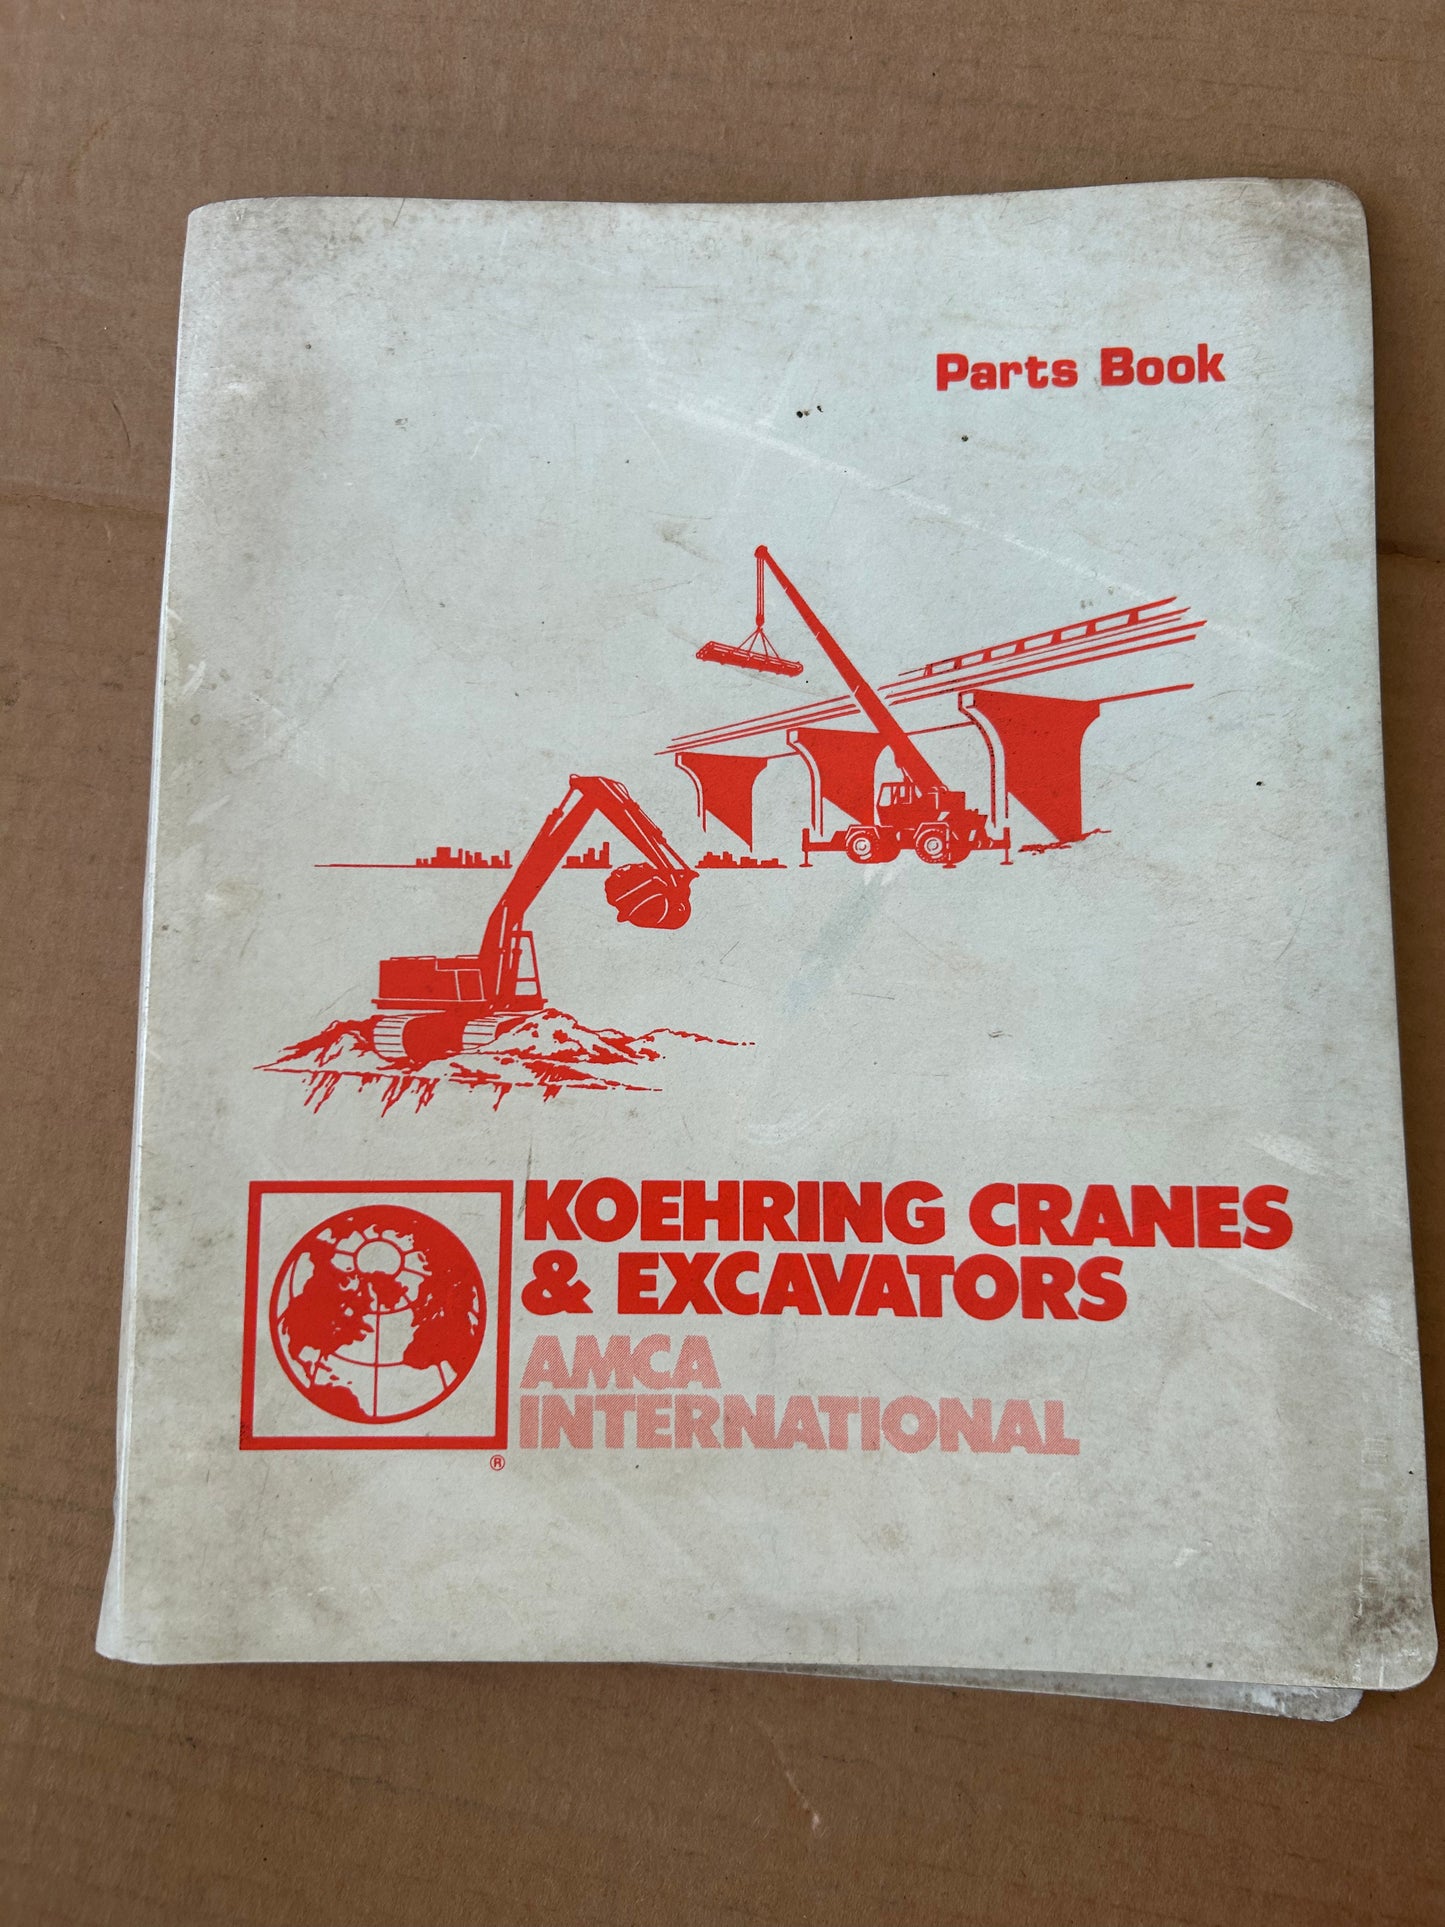 Parts Book
KOEHRING CRANES
& EXCAVATORS
AMCA
INTERNATIONAL
®